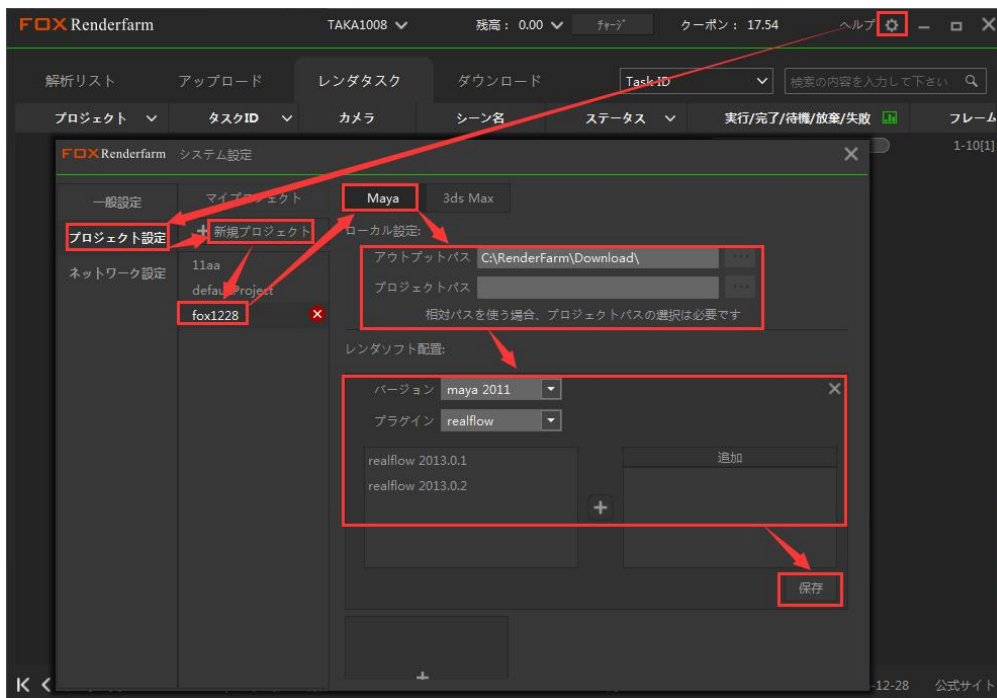 FOX Renderfarm TAKA1008 残高： 0.00 ﾁｬｰｼﾞ クーポン： 17.54 ヘルプ
解析リスト アップロード レンダタスク ダウンロード Task ID 検索の内容を入力して下さい
プロジェクト タスクID カメラ シーン名 ステータス 実行/完了/待機/放棄/失敗 フレーム
1-10[1]
FOX Renderfarm システム設定
一般設定 マイプロジェクト Maya 3ds Max
プロジェクト設定 新規プロジェクト ローカル設定:
ネットワーク設定 11aa アウトプットパス C:\RenderFarm\Download\
defaultProject プロジェクトパス
fox1228 相対パスを使う場合、プロジェクトパスの選択は必要です
レンダソフト配置:
バージョン maya 2011
プラグイン realflow
realflow 2013.0.1 追加
realflow 2013.0.2
保存
-12-28 公式サイト